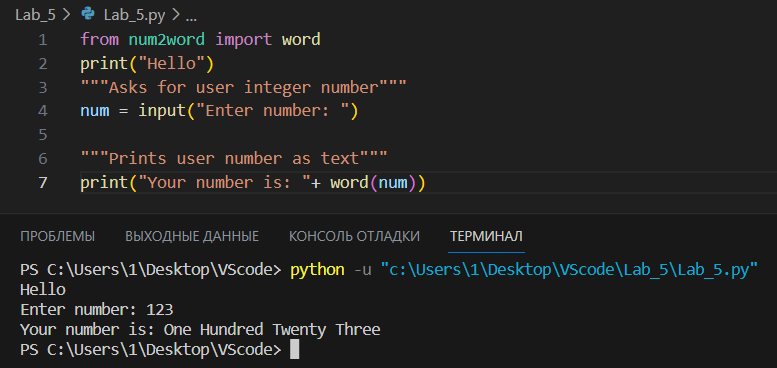 Lab_5 > Lab_5.py > ...
1 from num2word import word
2 print("Hello")
3 """Asks for user integer number"""
4 num = input("Enter number: ")
5
6 """Prints user number as text"""
7 print("Your number is: "+ word(num))
ПРОБЛЕМЫ ВЫХОДНЫЕ ДАННЫЕ КОНСОЛЬ ОТЛАДКИ ТЕРМИНАЛ
PS C:\Users\1\Desktop\VScode> python -u "c:\Users\1\Desktop\VScode\Lab_5\Lab_5.py"
Hello
Enter number: 123
Your number is: One Hundred Twenty Three
PS C:\Users\1\Desktop\VScode>